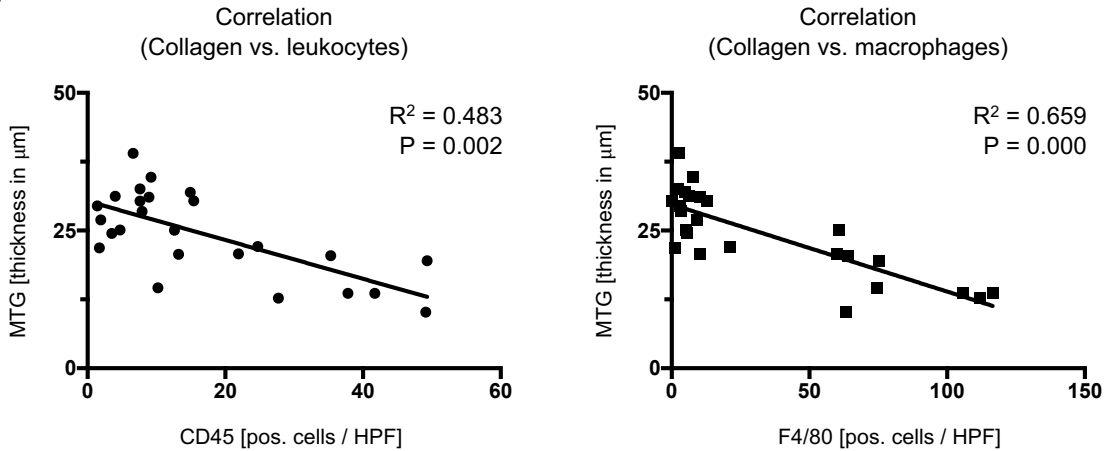 Correlation
(Collagen vs. leukocytes)
R² = 0.483
P = 0.002
MTG [thickness in µm]
50
25
0
0 20 40 60
CD45 [pos. cells / HPF]
Correlation
(Collagen vs. macrophages)
R² = 0.659
P = 0.000
MTG [thickness in µm]
50
25
0
0 50 100 150
F4/80 [pos. cells / HPF]